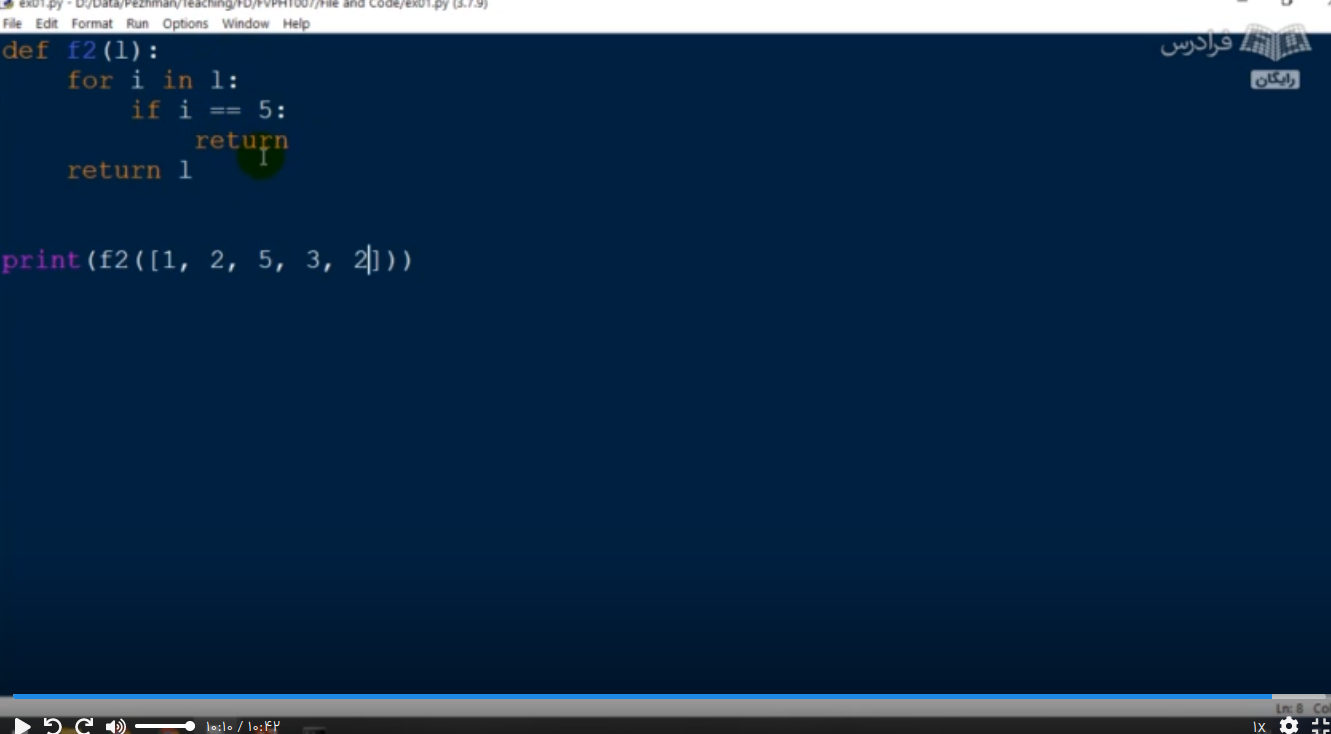 ex01.py - D:/Data/Pezhman/Teaching/FD/FVPHT007/File and Code/ex01.py (3.7.9)
File Edit Format Run Options Window Help
فرادرس
رایگان
def f2(l):
    for i in l:
        if i == 5:
            return
    return l
print(f2([1, 2, 5, 3, 2]))
Ln: 8 Col
۱۰:۱۰ / ۱۰:۴۲
۱x